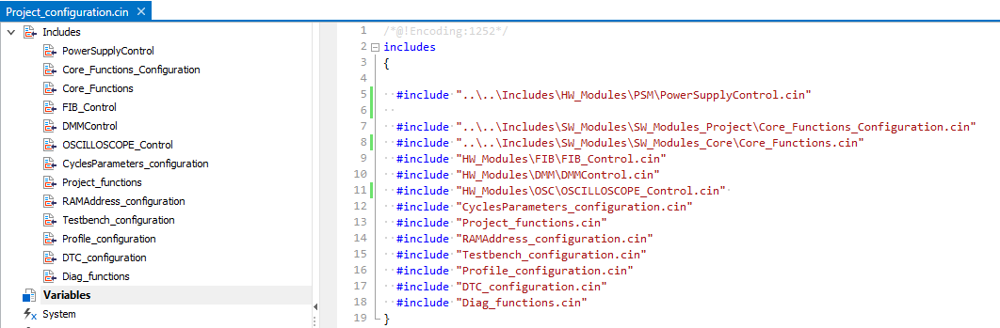 Project_configuration.cin
Includes
PowerSupplyControl
Core_Functions_Configuration
Core_Functions
FIB_Control
DMMControl
OSCILLOSCOPE_Control
CyclesParameters_configuration
Project_functions
RAMAddress_configuration
Testbench_configuration
Profile_configuration
DTC_configuration
Diag_functions
Variables
System
1 /*@!Encoding:1252*/
2 includes
3 {
4
5 #include "..\..\Includes\HW_Modules\PSM\PowerSupplyControl.cin"
6
7 #include "..\..\Includes\SW_Modules\SW_Modules_Project\Core_Functions_Configuration.cin"
8 #include "..\..\Includes\SW_Modules\SW_Modules_Core\Core_Functions.cin"
9 #include "HW_Modules\FIB\FIB_Control.cin"
10 #include "HW_Modules\DMM\DMMControl.cin"
11 #include "HW_Modules\OSC\OSCILLOSCOPE_Control.cin"
12 #include "CyclesParameters_configuration.cin"
13 #include "Project_functions.cin"
14 #include "RAMAddress_configuration.cin"
15 #include "Testbench_configuration.cin"
16 #include "Profile_configuration.cin"
17 #include "DTC_configuration.cin"
18 #include "Diag_functions.cin"
19 }